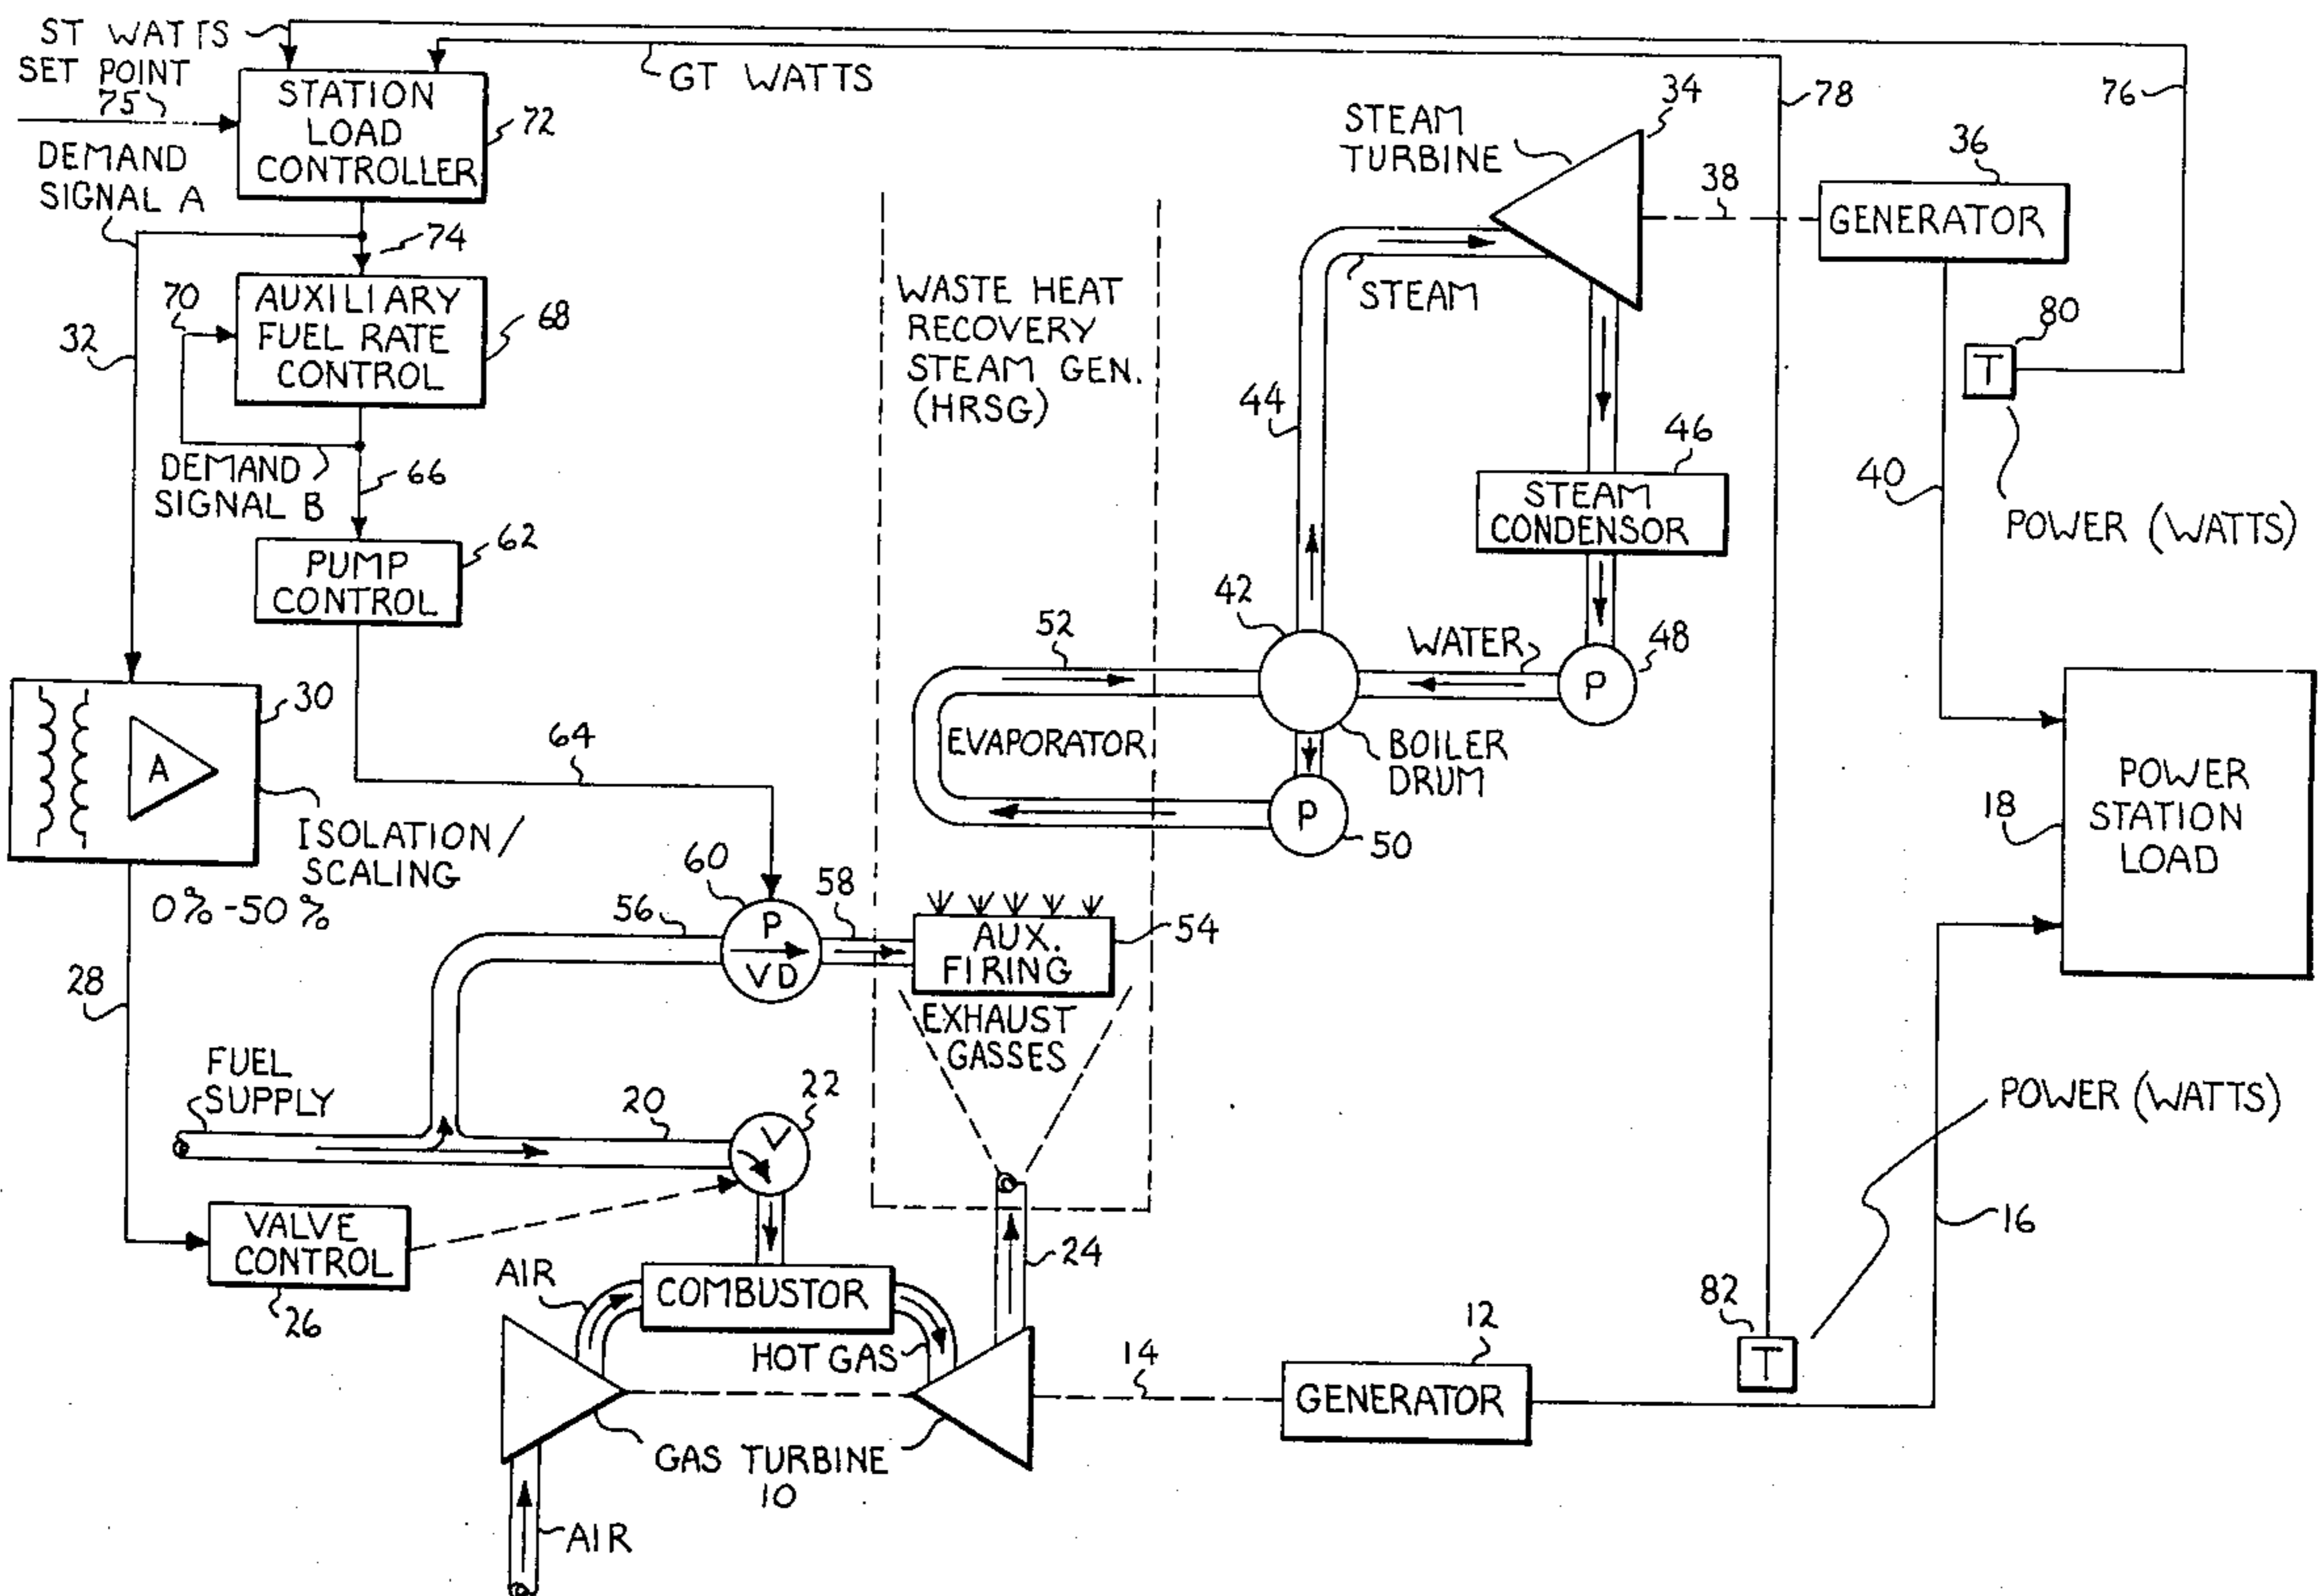 ST WATTS
SET POINT
75
GT WATTS
STATION
LOAD
CONTROLLER
72
DEMAND
SIGNAL A
74
70
AUXILIARY
FUEL RATE
CONTROL
68
32
DEMAND
SIGNAL B
66
PUMP
CONTROL
62
30
A
ISOLATION/
SCALING
0%-50%
64
28
WASTE HEAT
RECOVERY
STEAM GEN.
(HRSG)
STEAM
TURBINE
34
78
76
38
36
GENERATOR
STEAM
44
80
T
POWER (WATTS)
40
46
STEAM
CONDENSOR
42
52
WATER
48
P
EVAPORATOR
BOILER
DRUM
P
50
POWER
STATION
LOAD
18
60
P
VD
56
58
AUX.
FIRING
54
EXHAUST
GASSES
FUEL
SUPPLY
20
22
V
VALVE
CONTROL
26
AIR
COMBUSTOR
HOT GAS
24
GAS TURBINE
10
AIR
14
12
GENERATOR
82
T
POWER (WATTS)
16